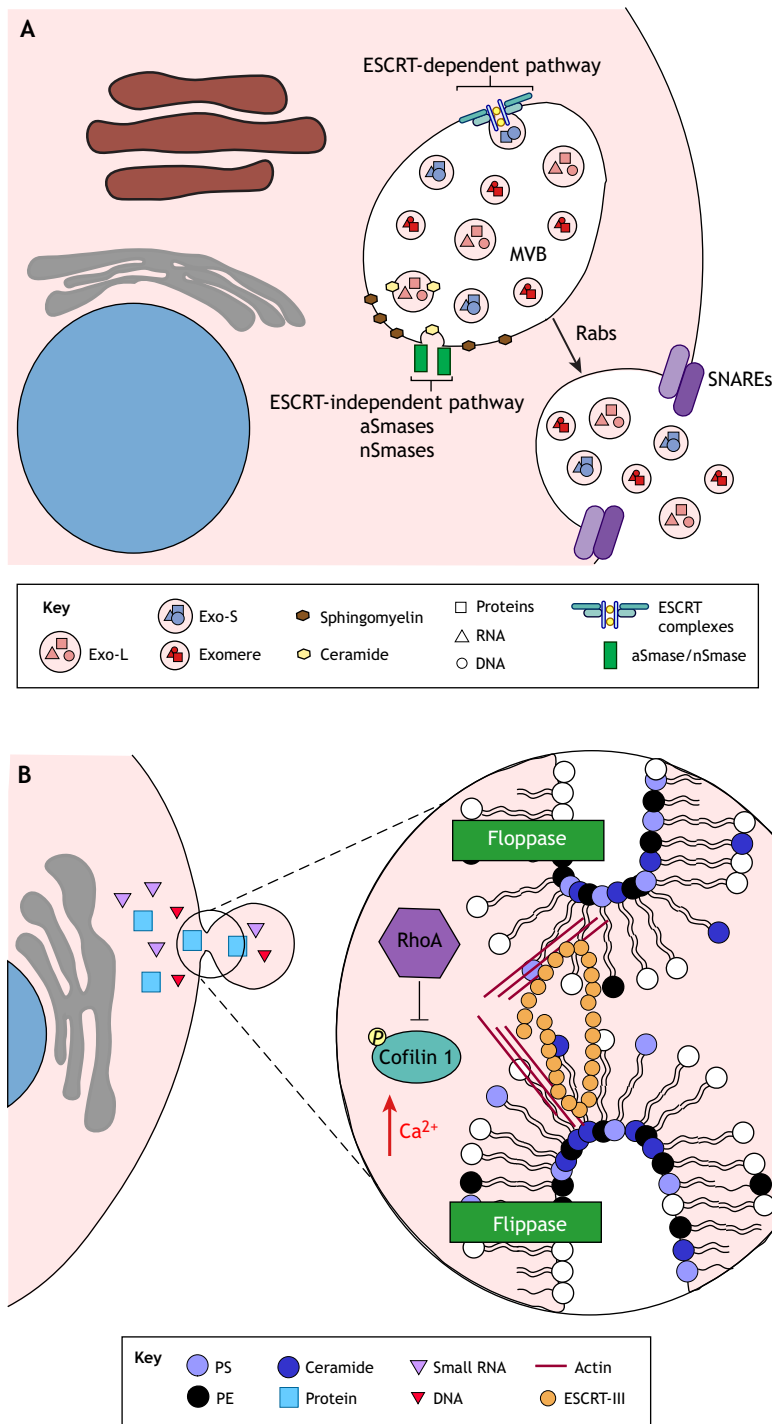 A
ESCRT-dependent pathway
MVB
Rabs
SNAREs
ESCRT-independent pathway
aSmases
nSmases
Key
Exo-L
Exo-S
Exomere
Sphingomyelin
Ceramide
Proteins
RNA
DNA
ESCRT
complexes
aSmase/nSmase
B
Floppase
RhoA
P
Cofilin 1
Ca²⁺
Flippase
Key
PS
PE
Ceramide
Protein
Small RNA
DNA
Actin
ESCRT-III